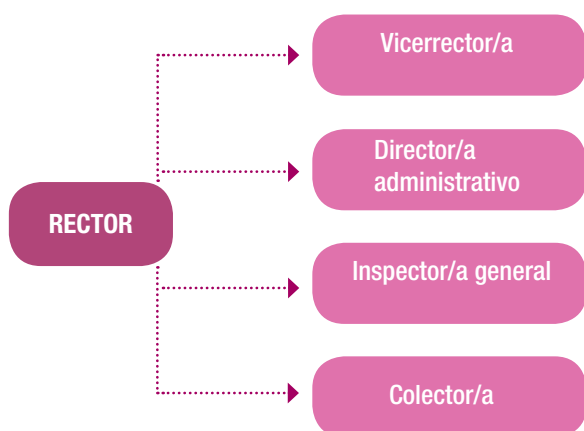 Vicerrector/a
Director/a
administrativo
RECTOR
Inspector/a general
Colector/a